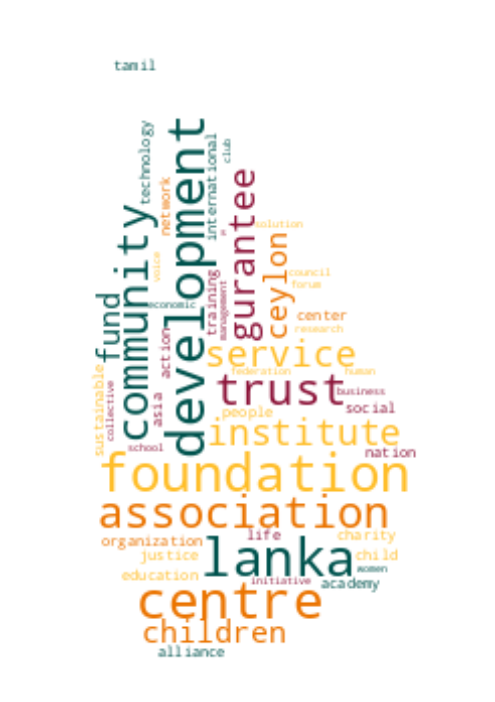 tamil
technology
development
club
international
network
gurantee
community
solution
ceylon
voice
council
training
management
forum
fund
economic
center
research
action
service
sustainable
federation
human
collective
asia
trust
business
people
social
institute
school
nation
foundation
association
organization
life
charity
lanka
justice
child
education
women
initiative
academy
centre
children
alliance